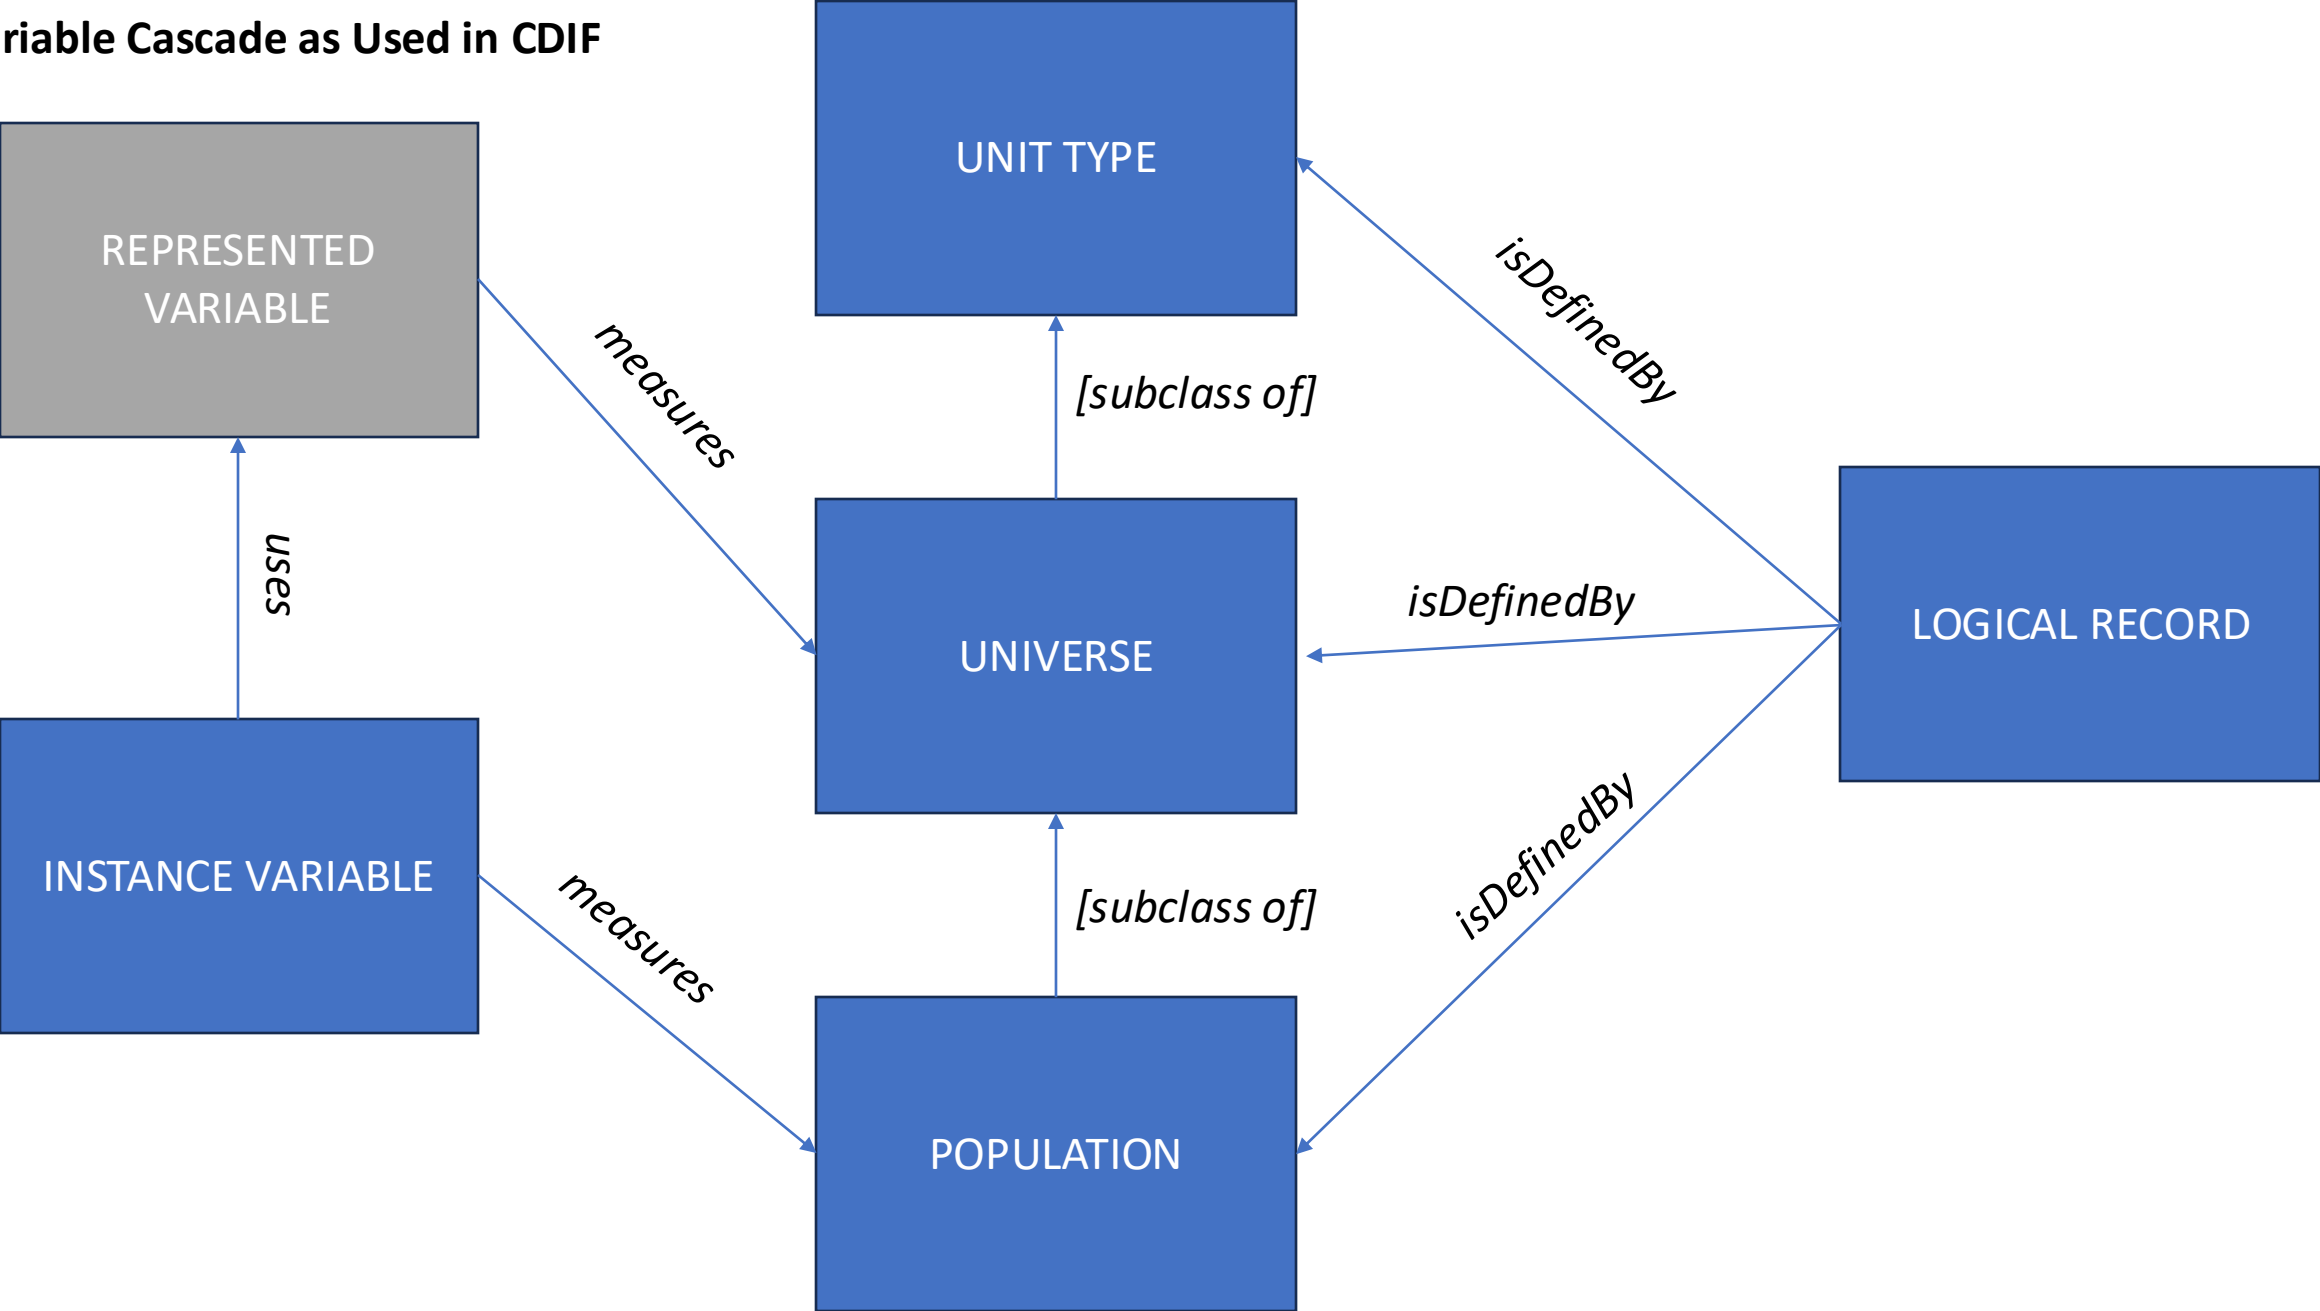 riable Cascade as Used in CDIF
UNIT TYPE
REPRESENTED
VARIABLE
isDefinedBy
measures
[subclass of]
uses
isDefinedBy
UNIVERSE
LOGICAL RECORD
INSTANCE VARIABLE
measures
[subclass of]
isDefinedBy
POPULATION